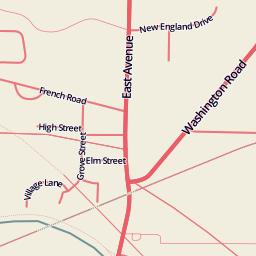 New England Drive
East Avenue
Washington Road
French Road
High Street
Grove Street
Elm Street
Village Lane